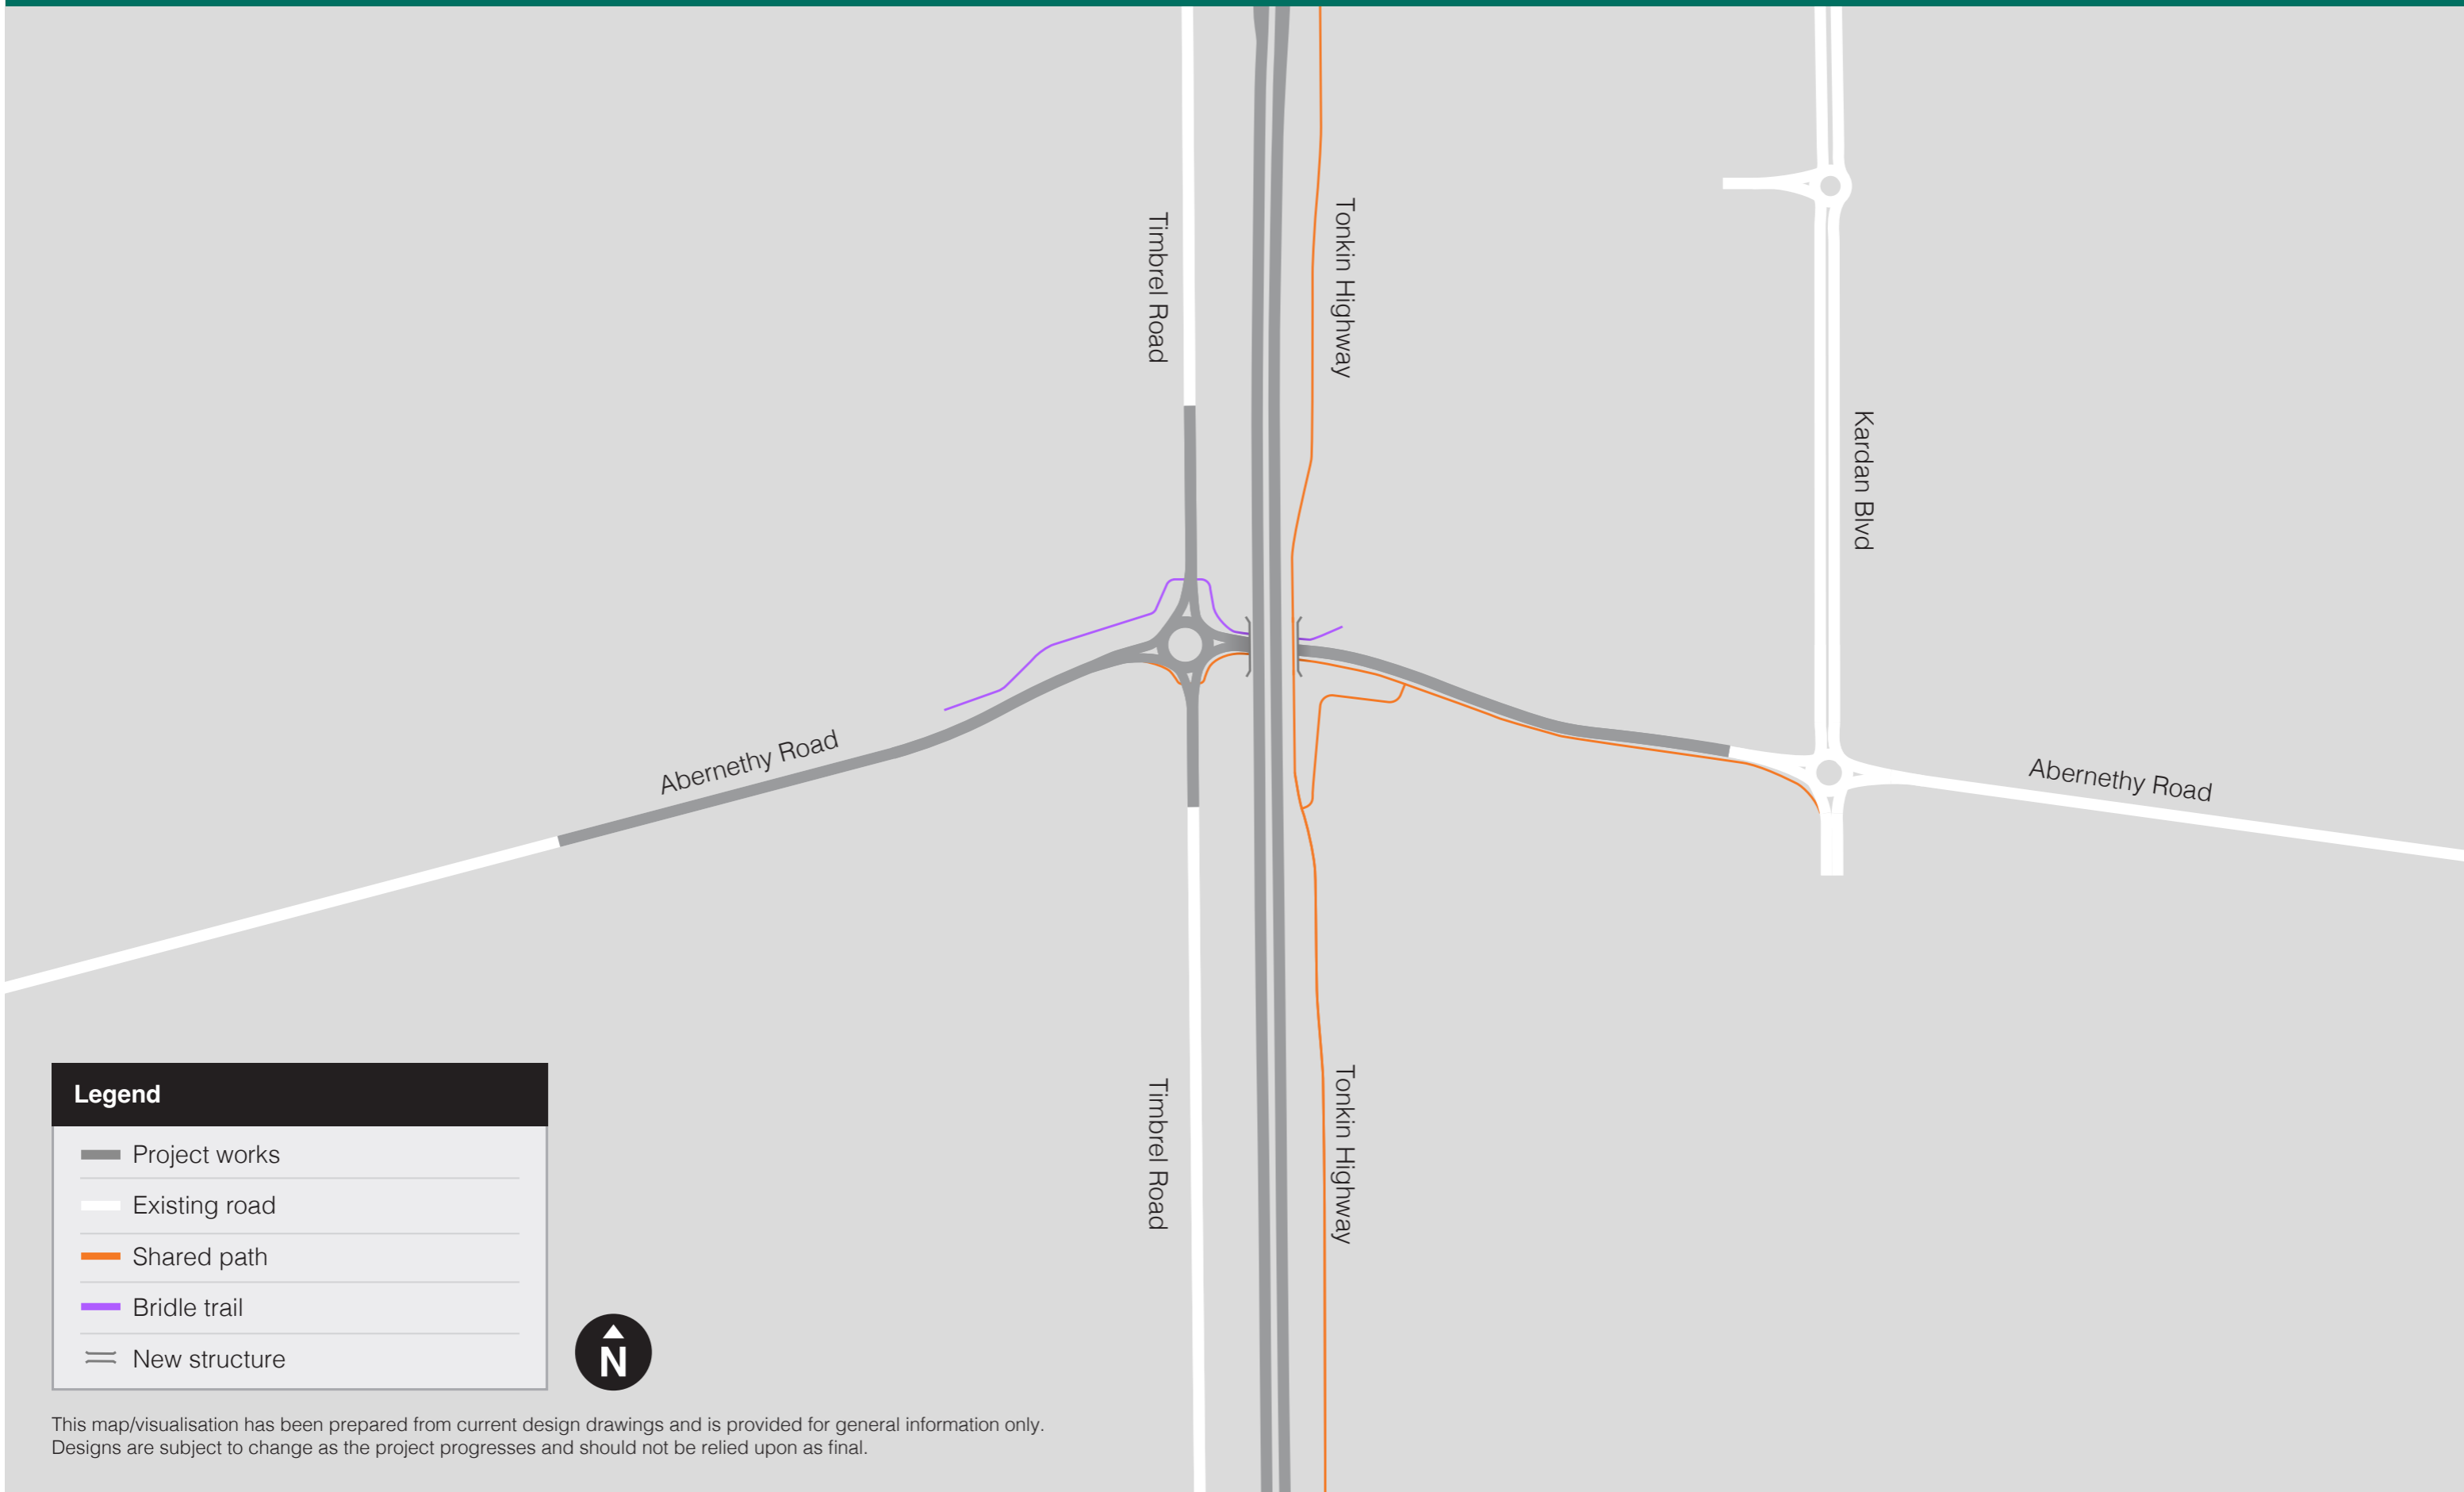 Timbrel Road
Tonkin Highway
Kardan Blvd
Abernethy Road
Abernethy Road
Timbrel Road
Tonkin Highway
Legend
Project works
Existing road
Shared path
Bridle trail
New structure
N
This map/visualisation has been prepared from current design drawings and is provided for general information only.
Designs are subject to change as the project progresses and should not be relied upon as final.